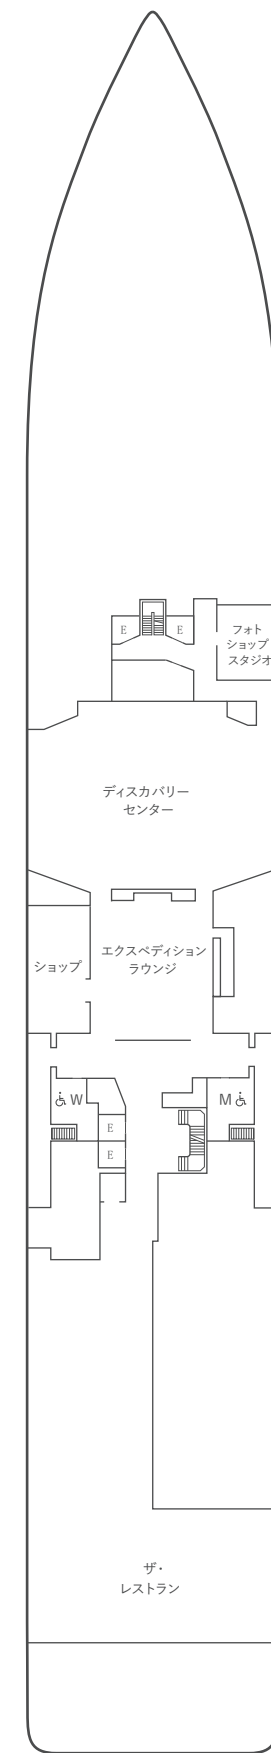 E
E
フォト
ショップ
スタジオ
ディスカバリー
センター
ショップ
エクスペディション
ラウンジ
W
M
E
E
ザ・
レストラン